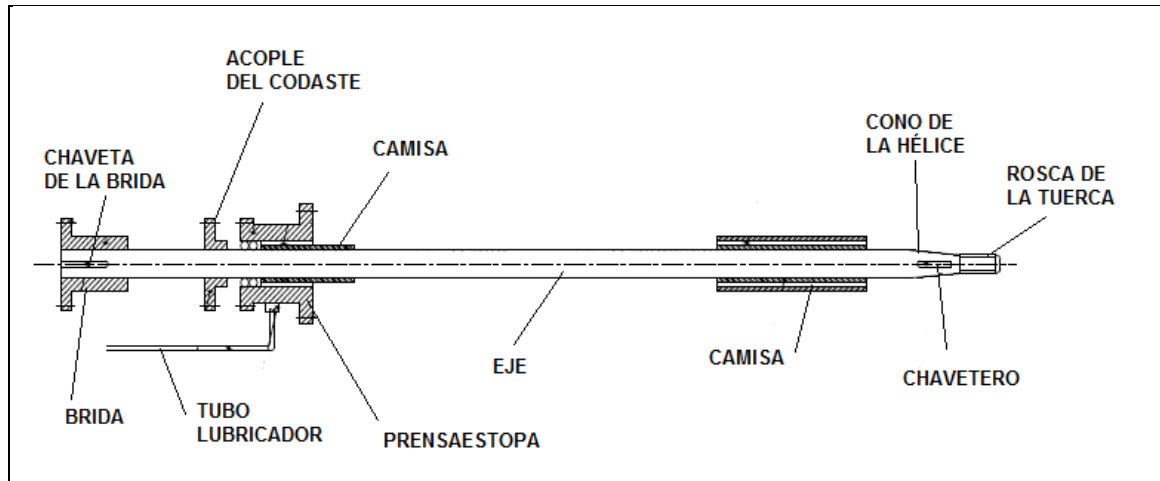 ACOPLE
DEL CODASTE
CAMISA
CONO DE
LA HÉLICE
CHAVETA
DE LA BRIDA
ROSCA DE
LA TUERCA
EJE
CAMISA
CHAVETERO
BRIDA
TUBO
LUBRICADOR
PRENSAESTOPA